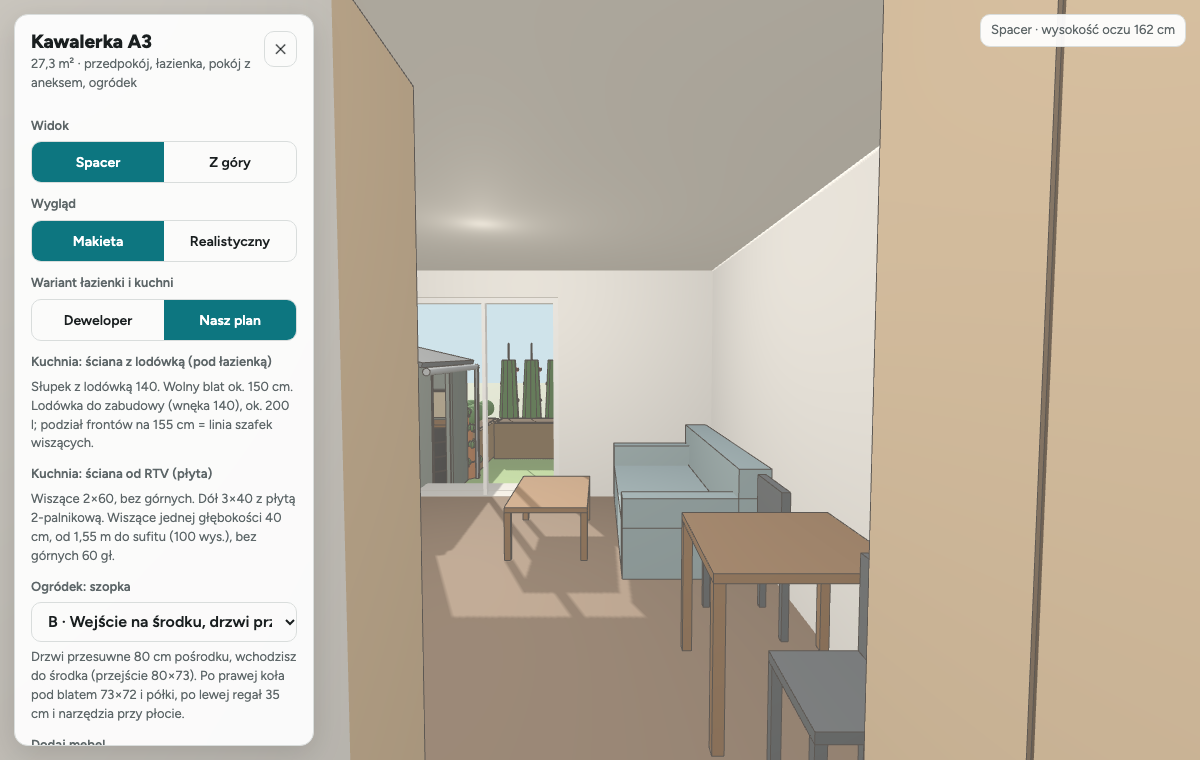 Kawalerka A3
27,3 m² · przedpokój, łazienka, pokój z
aneksem, ogródek
Widok
Spacer
Z góry
Wygląd
Makieta
Realistyczny
Wariant łazienki i kuchni
Deweloper
Nasz plan
Kuchnia: ściana z lodówką (pod łazienką)
Słupek z lodówką 140. Wolny blat ok. 150 cm.
Lodówka do zabudowy (wnęka 140), ok. 200
l; podział frontów na 155 cm = linia szafek
wiszących.
Kuchnia: ściana od RTV (płyta)
Wiszące 2×60, bez górnych. Dół 3×40 z płytą
2-palnikową. Wiszące jednej głębokości 40
cm, od 1,55 m do sufitu (100 wys.), bez
górnych 60 gł.
Ogródek: szopka
B · Wejście na środku, drzwi prz
Drzwi przesuwne 80 cm pośrodku, wchodzisz
do środka (przejście 80×73). Po prawej koła
pod blatem 73×72 i półki, po lewej regał 35
cm i narzędzia przy płocie.
Dodaj mebel
Spacer · wysokość oczu 162 cm